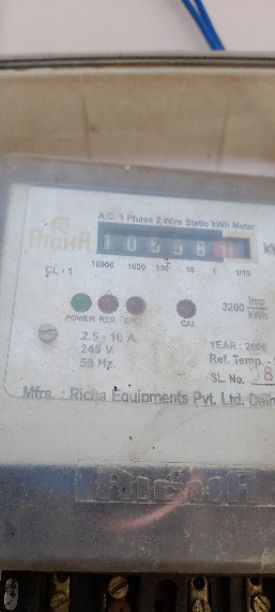 A.C. 1 Phase 2-Wire Static kWh Meter.
RICHA
CL : 1
10000 1000 100 10 1 1/10
3200 Imp/kWh
POWER REV.
CAL
2.5 - 10 A.
240 V.
50 Hz.
YEAR : 2006
Ref. Temp. -
SL. No.
Mfrs. : Richa Equipments Pvt. Ltd. Delh